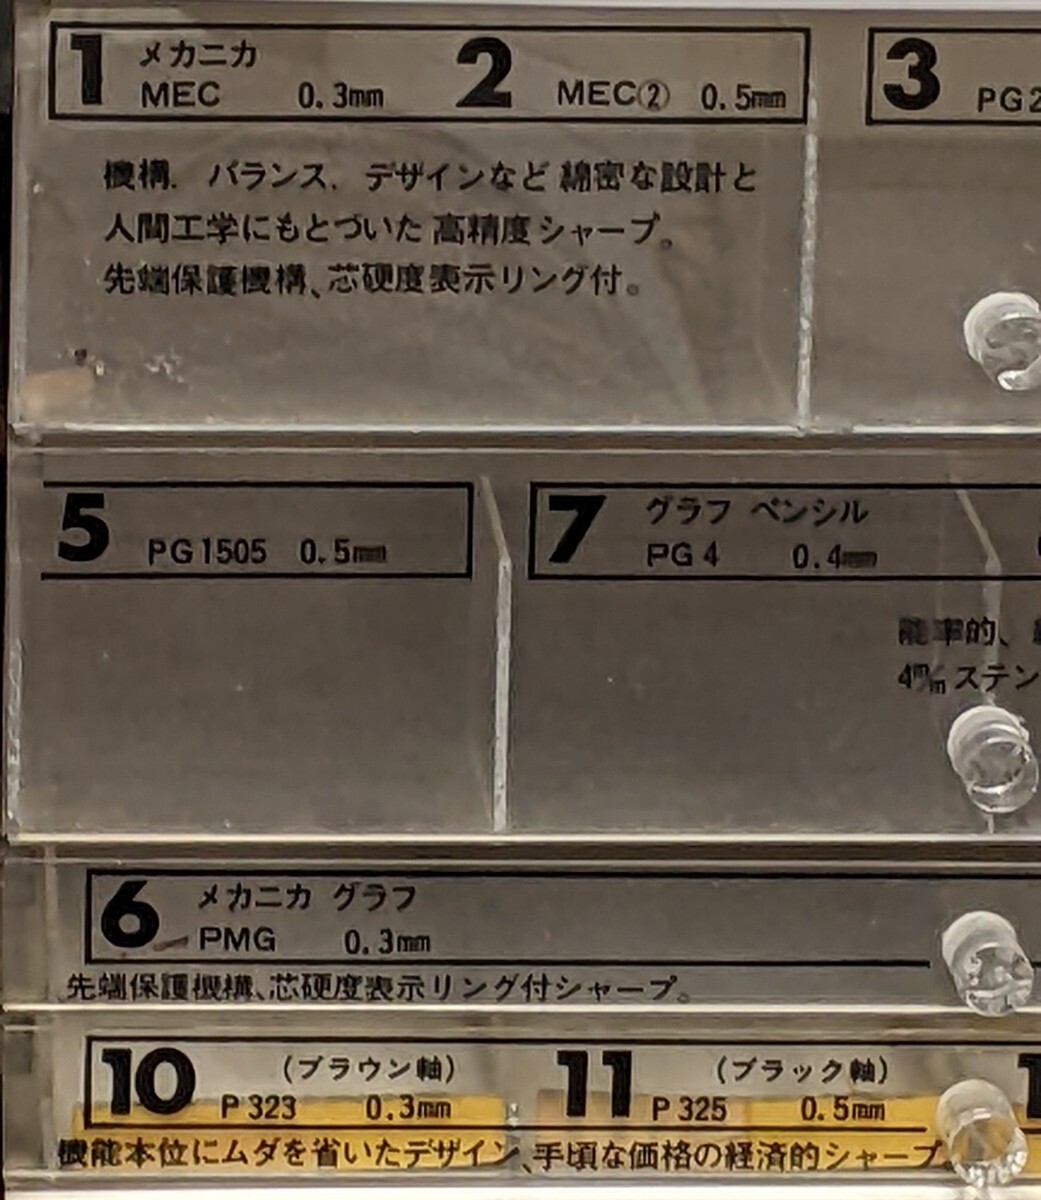 1 メカニカ
MEC 0.3mm
2 MEC② 0.5mm
3 PG2
機構、バランス、デザインなど 綿密な設計と
人間工学にもとづいた 高精度シャープ。
先端保護機構、芯硬度表示リング付。
5 PG1505 0.5mm
7 グラフ ペンシル
PG4 0.4mm
能率的、
4m/mステン
6 メカニカ グラフ
PMG 0.3mm
先端保護機構、芯硬度表示リング付シャープ。
10 (ブラウン軸)
P323 0.3mm
11 (ブラック軸)
P325 0.5mm
機能本位にムダを省いたデザイン、手頃な価格の経済的シャープ。